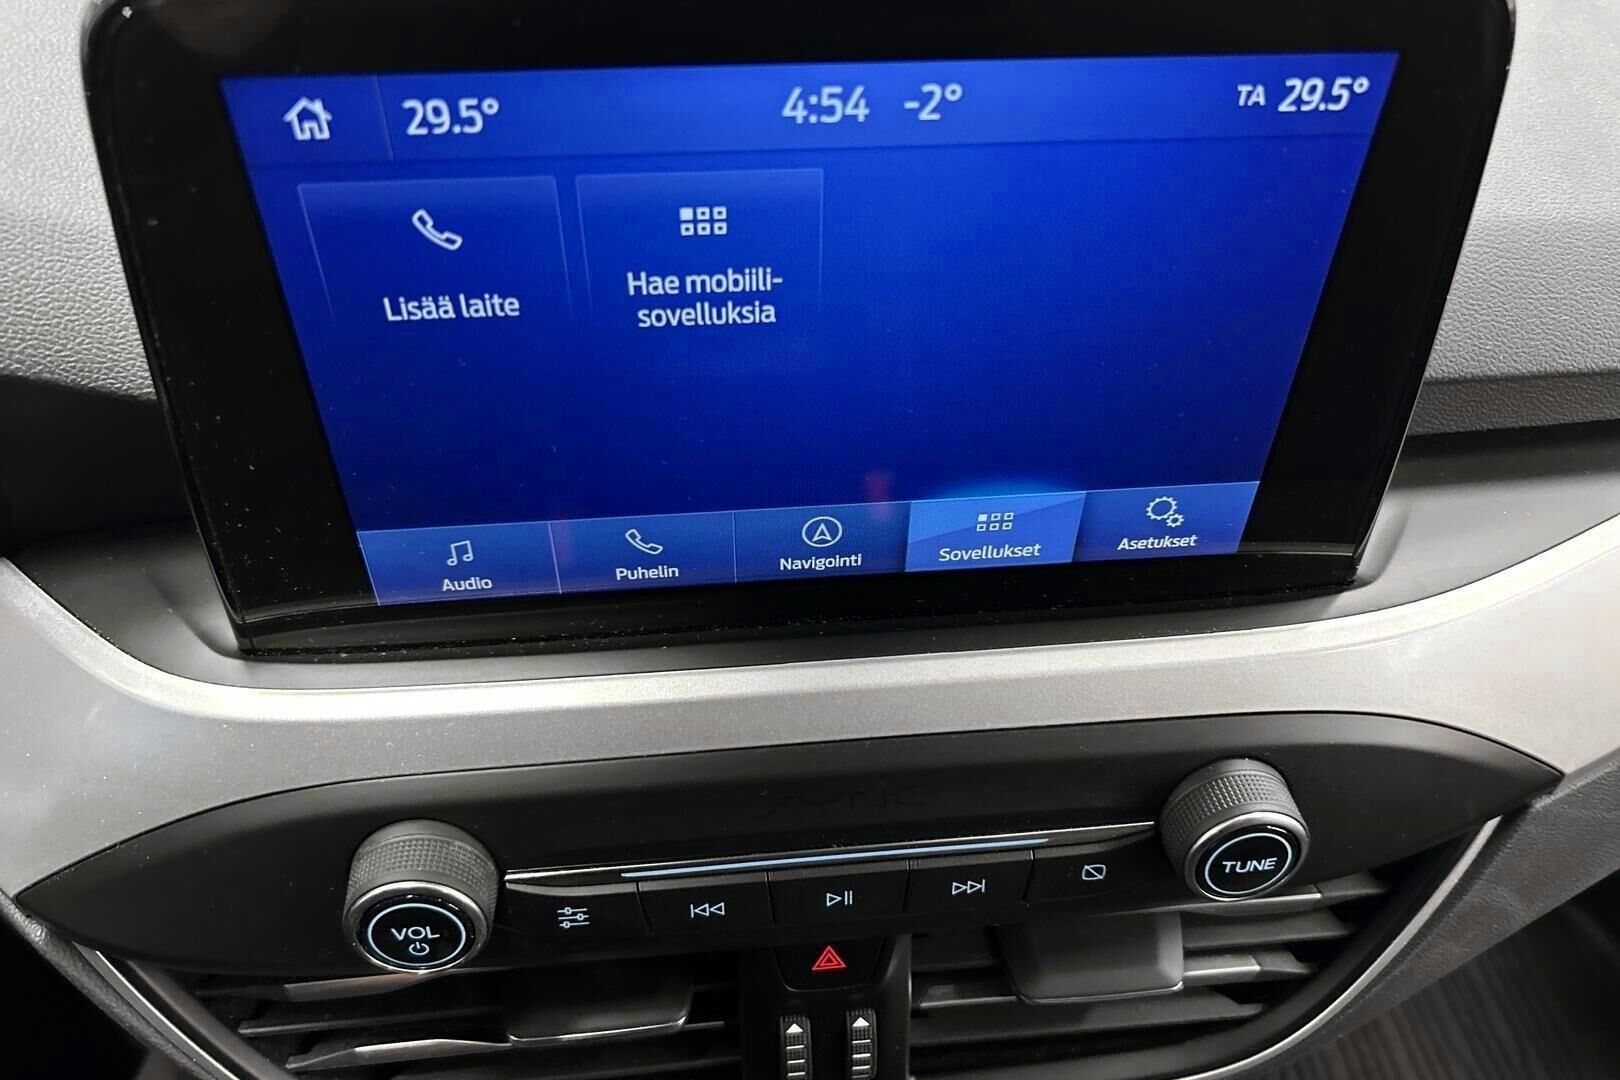 29.5° 4:54 -2° TA 29.5°
Lisää laite
Hae mobiili-
sovelluksia
Audio Puhelin Navigointi Sovellukset Asetukset
SYNC
VOL
TUNE